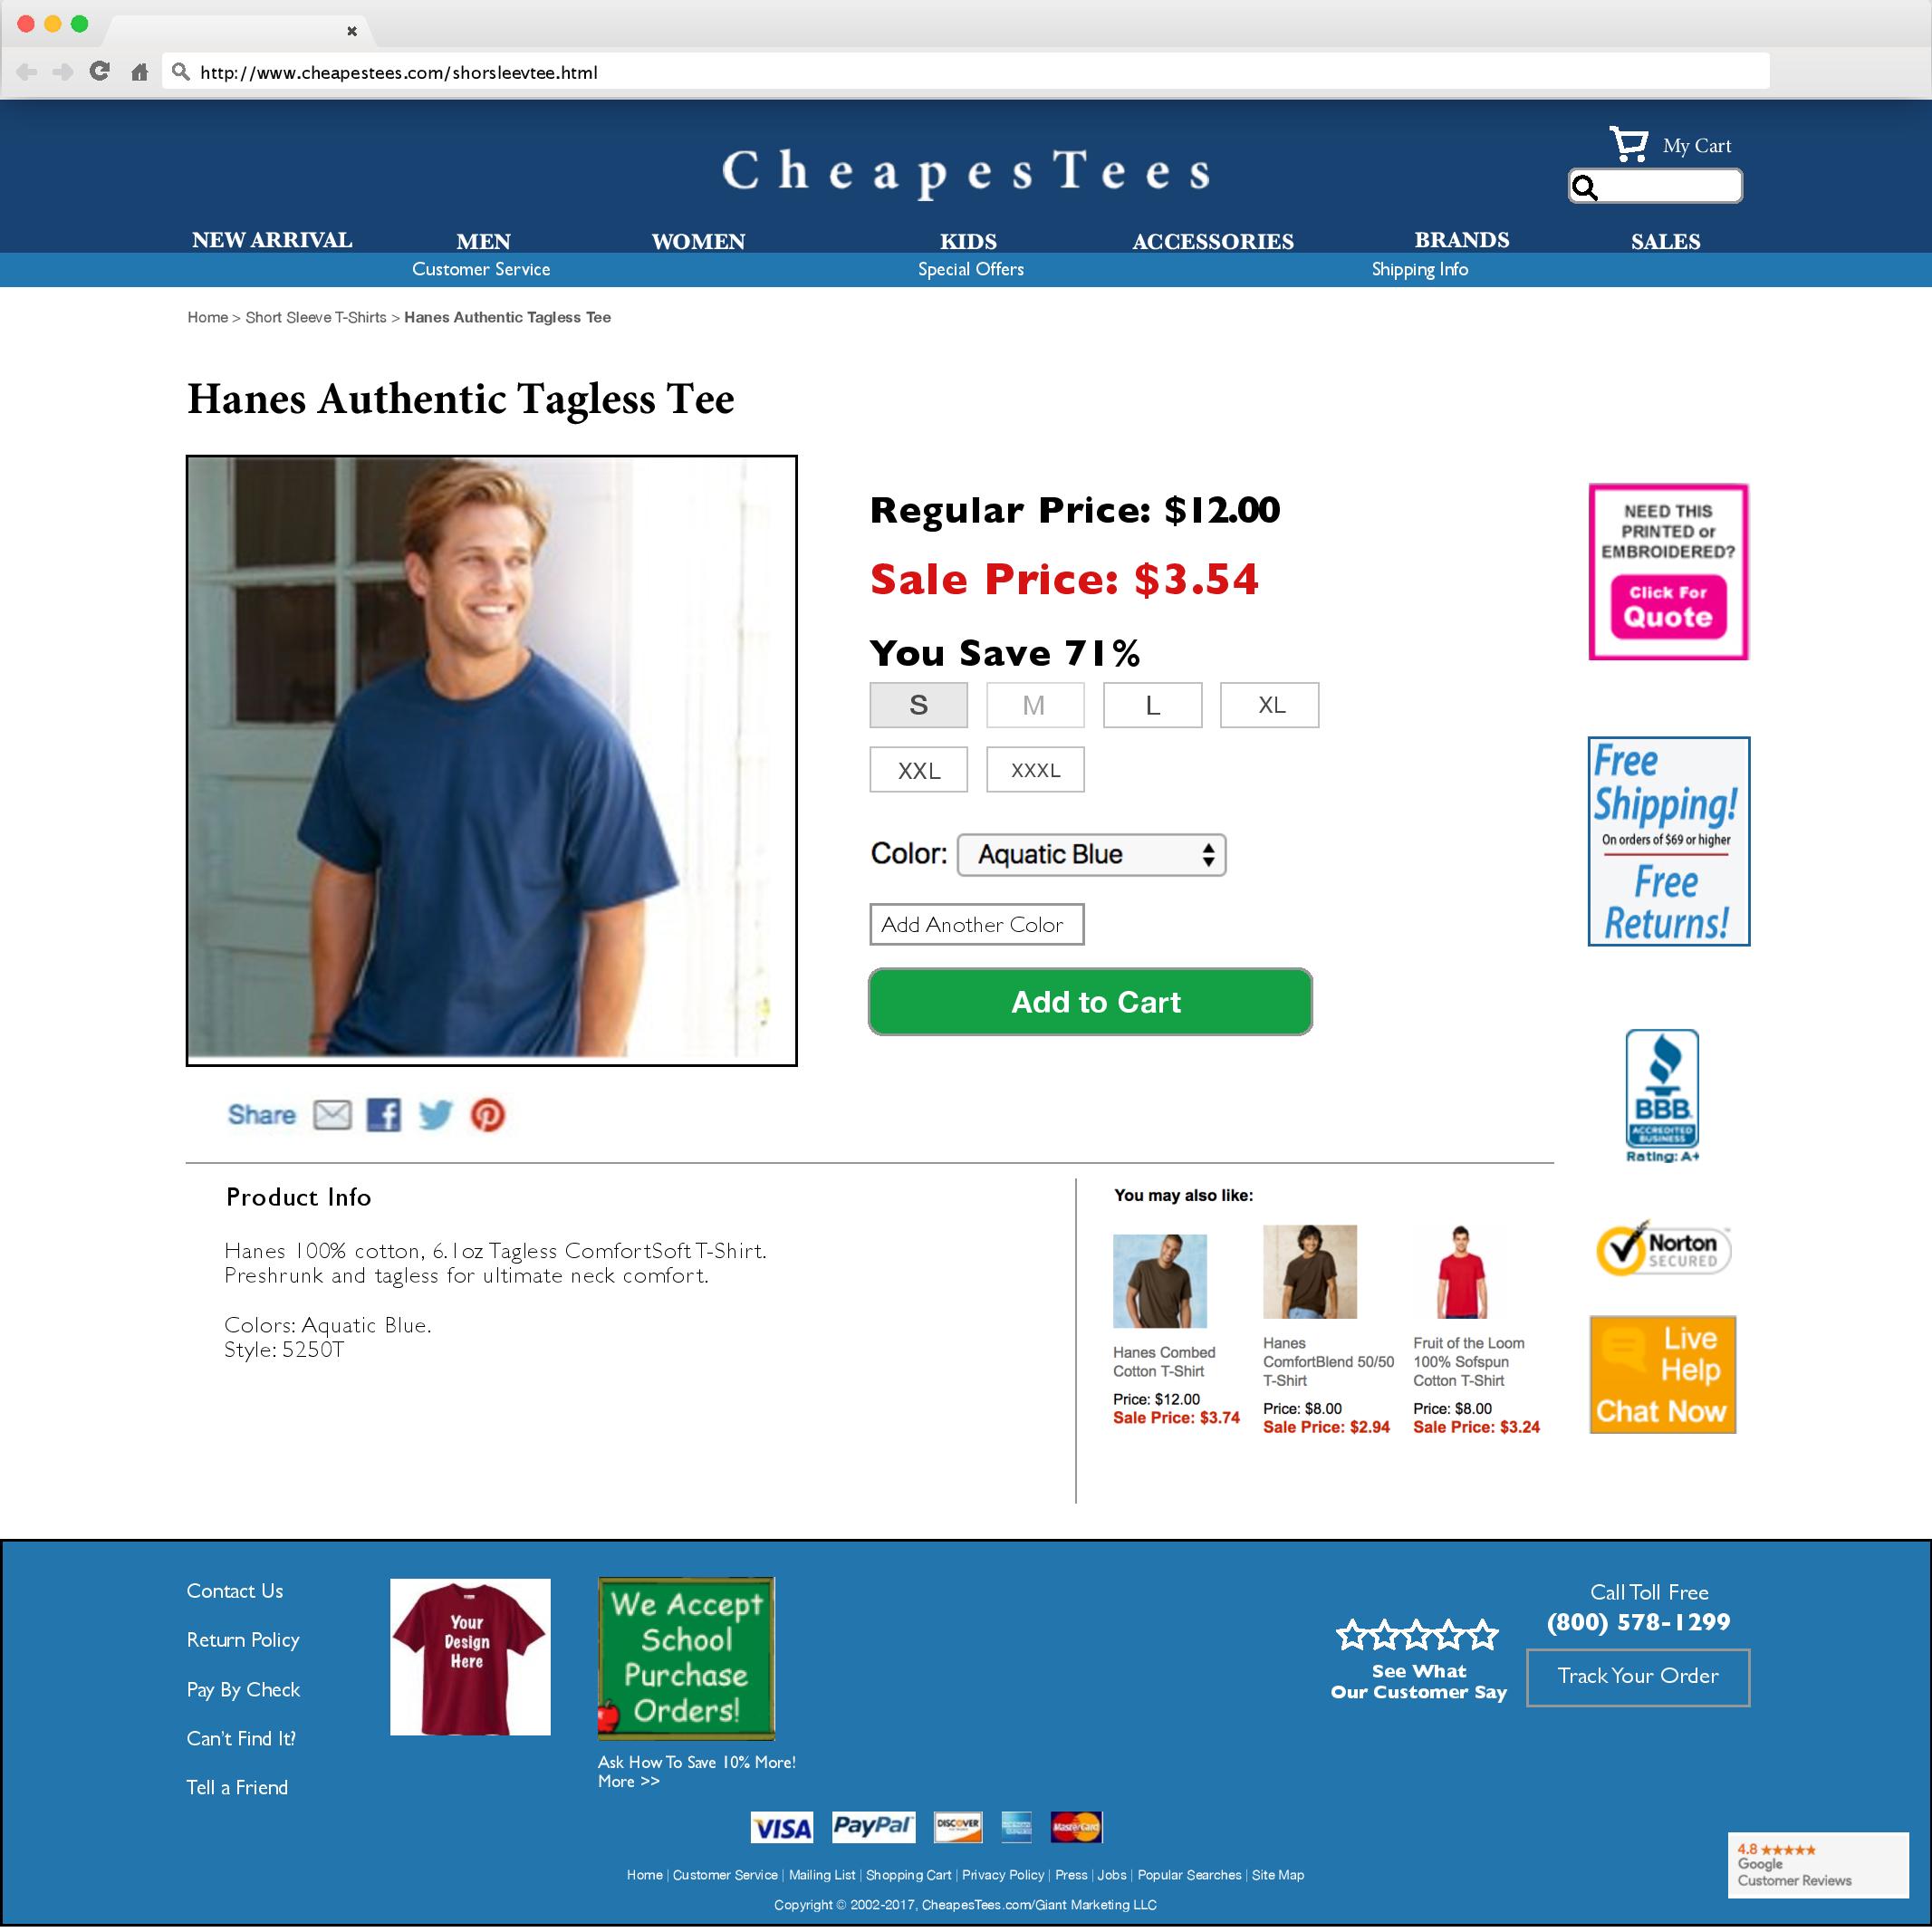 http://www.cheapestees.com/shorsleevtee.html
My Cart
CheapesTees
NEW ARRIVAL MEN WOMEN KIDS ACCESSORIES BRANDS SALES
Customer Service Special Offers Shipping Info
Home > Short Sleeve T-Shirts > Hanes Authentic Tagless Tee
Hanes Authentic Tagless Tee
Regular Price: $12.00
Sale Price: $3.54
You Save 71%
S M L XL
XXL XXXL
Color: Aquatic Blue
Add Another Color
Add to Cart
NEED THIS
PRINTED or
EMBROIDERED?
Click For
Quote
Free
Shipping!
On orders of $69 or higher
Free
Returns!
BBB
ACCREDITED
BUSINESS
Rating: A+
Norton
SECURED
Live
Help
Chat Now
Share
Product Info
Hanes 100% cotton, 6.1oz Tagless ComfortSoft T-Shirt.
Preshrunk and tagless for ultimate neck comfort.
Colors: Aquatic Blue.
Style: 5250T
You may also like:
Hanes Combed
Cotton T-Shirt
Price: $12.00
Sale Price: $3.74
Hanes
ComfortBlend 50/50
T-Shirt
Price: $8.00
Sale Price: $2.94
Fruit of the Loom
100% Sofspun
Cotton T-Shirt
Price: $8.00
Sale Price: $3.24
Contact Us
Return Policy
Pay By Check
Can't Find It?
Tell a Friend
Your
Design
Here
We Accept
School
Purchase
Orders!
Ask How To Save 10% More!
More >>
See What
Our Customer Say
Call Toll Free
(800) 578-1299
Track Your Order
VISA PayPal DISCOVER MasterCard
4.8
Google
Customer Reviews
Home | Customer Service | Mailing List | Shopping Cart | Privacy Policy | Press | Jobs | Popular Searches | Site Map
Copyright © 2002-2017, CheapesTees.com/Giant Marketing LLC